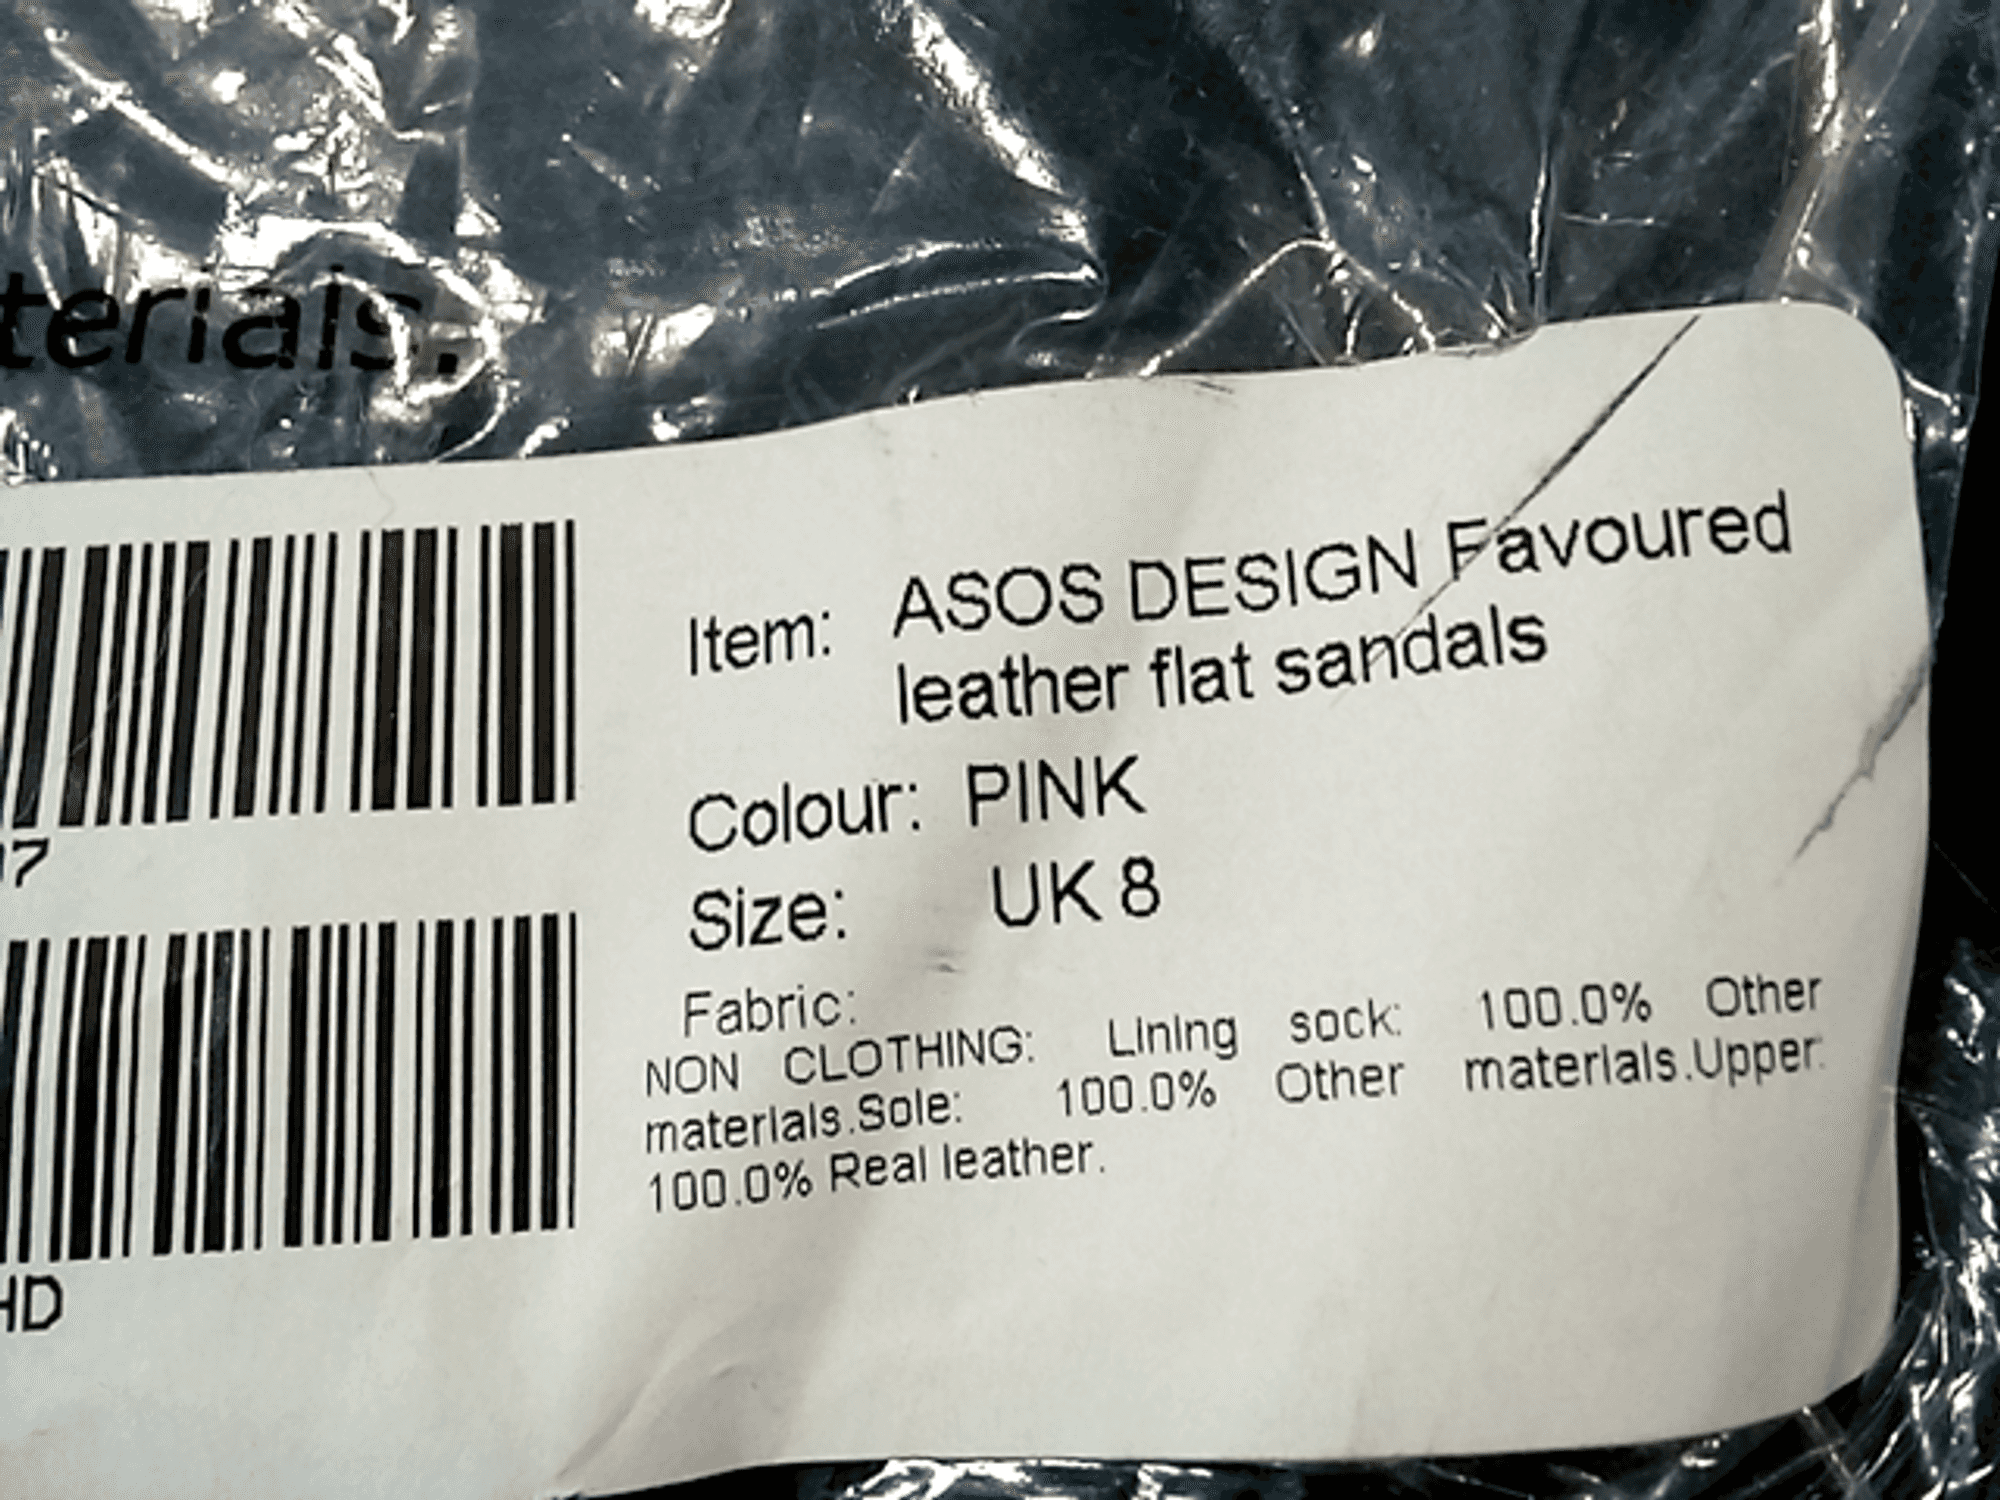 terials.
Item: ASOS DESIGN Favoured
leather flat sandals
Colour: PINK
Size: UK 8
Fabric:
NON CLOTHING: Lining sock: 100.0% Other
materials.Sole: 100.0% Other materials.Upper:
100.0% Real leather.
7
HD